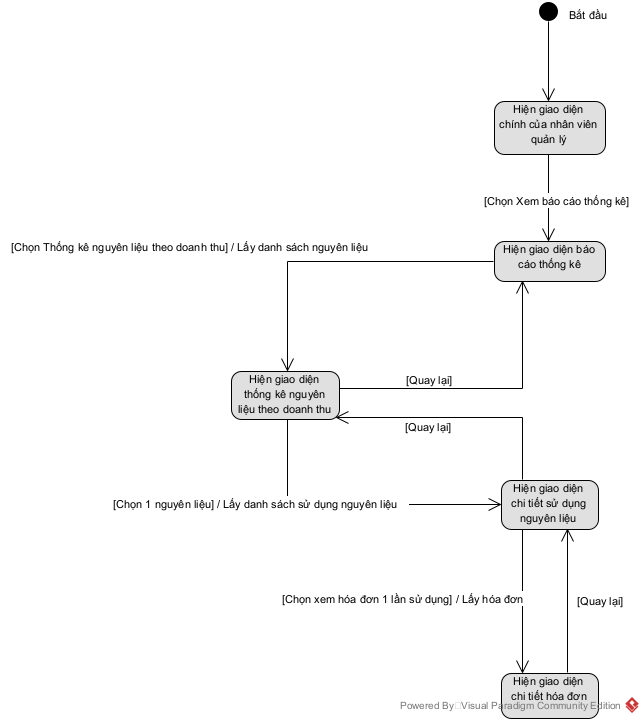 Bắt đầu
Hiện giao diện
chính của nhân viên
quản lý
[Chọn Xem báo cáo thống kê]
[Chọn Thống kê nguyên liệu theo doanh thu] / Lấy danh sách nguyên liệu
Hiện giao diện báo
cáo thống kê
Hiện giao diện
thống kê nguyên
liệu theo doanh thu
[Quay lại]
[Quay lại]
Hiện giao diện
chi tiết sử dụng
nguyên liệu
[Chọn 1 nguyên liệu] / Lấy danh sách sử dụng nguyên liệu
[Chọn xem hóa đơn 1 lần sử dụng] / Lấy hóa đơn
[Quay lại]
Hiện giao diện
chi tiết hóa đơn
Powered By Visual Paradigm Community Edition